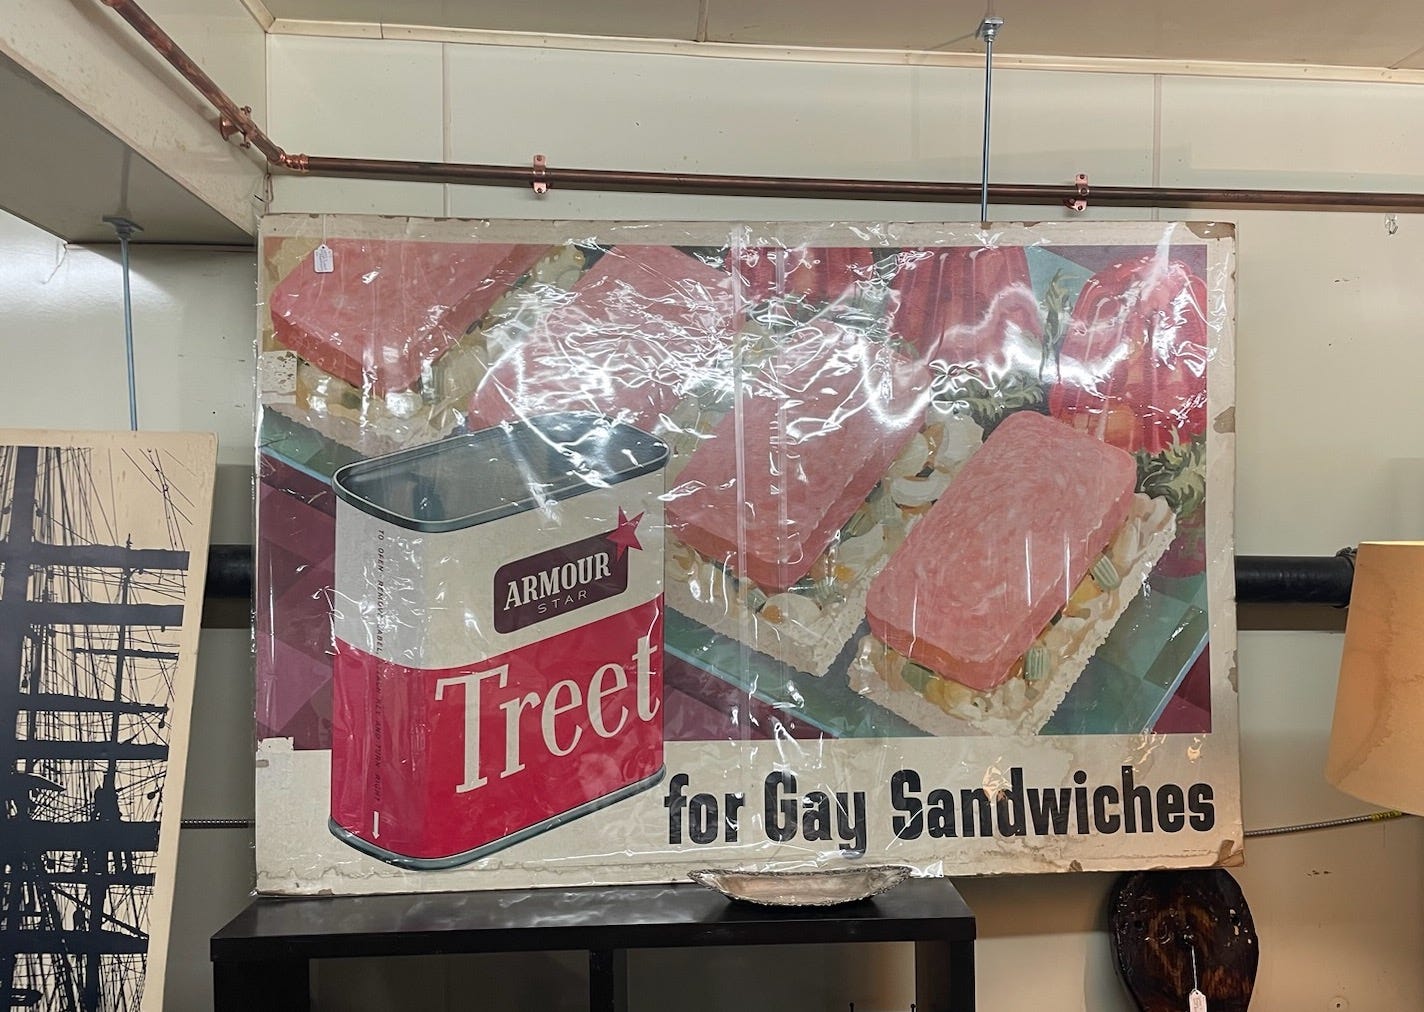 ARMOUR
STAR
Treet
for Gay Sandwiches